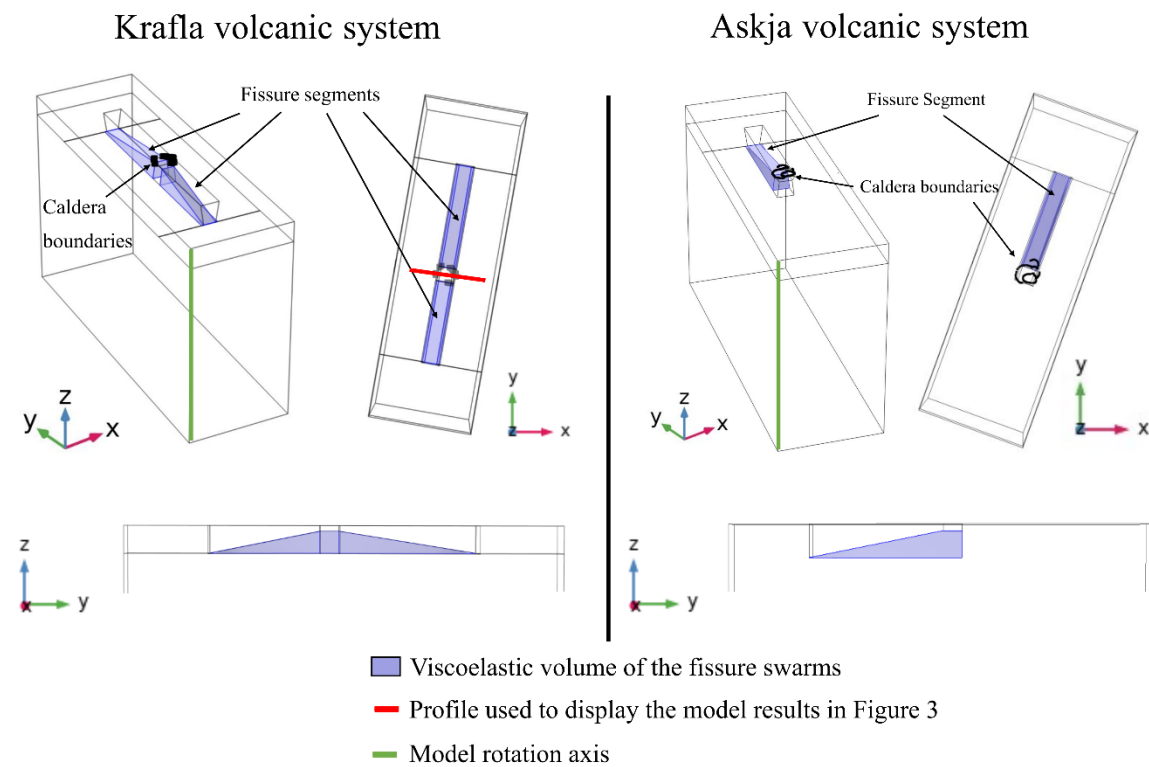 Krafla volcanic system
Askja volcanic system
Fissure segments
Caldera
boundaries
z
y
x
y
z
x
Fissure Segment
Caldera boundaries
z
y
x
y
z
x
z
x
y
z
x
y
Viscoelastic volume of the fissure swarms
Profile used to display the model results in Figure 3
Model rotation axis